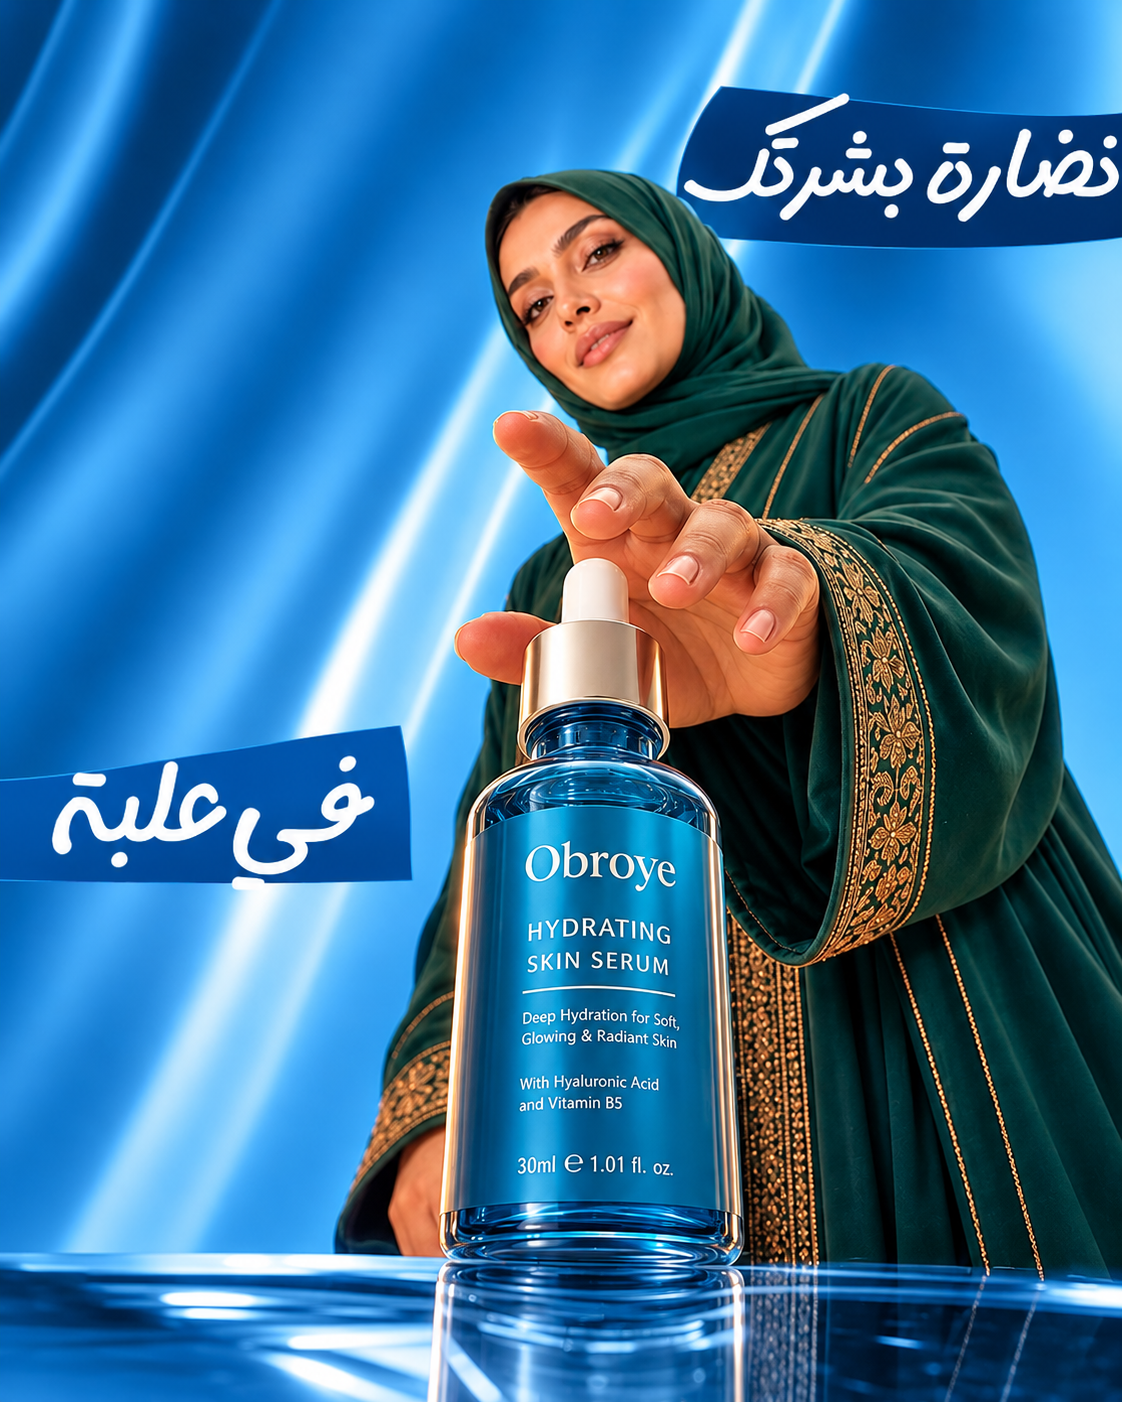 نضارة بشرتك
في علبة
Obroye
HYDRATING
SKIN SERUM
Deep Hydration for Soft,
Glowing & Radiant Skin
With Hyaluronic Acid
and Vitamin B5
30ml ℮ 1.01 fl. oz.